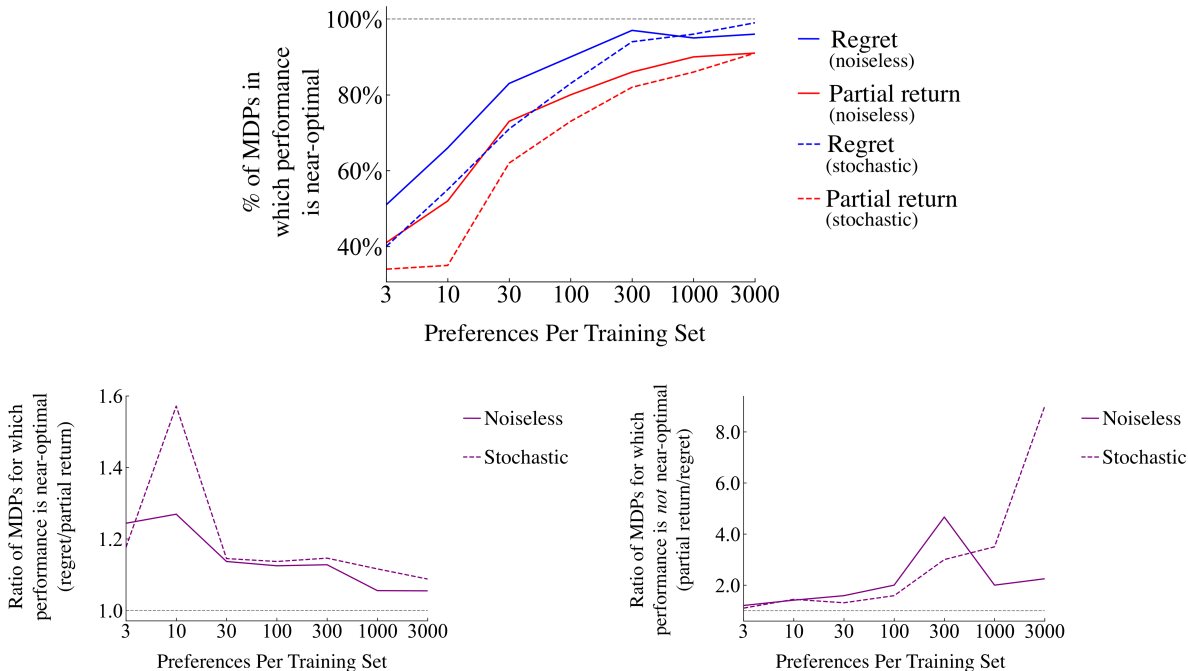 100%
80%
60%
40%
% of MDPs in
which performance
is near-optimal
3 10 30 100 300 1000 3000
Preferences Per Training Set
Regret
(noiseless)
Partial return
(noiseless)
Regret
(stochastic)
Partial return
(stochastic)
1.6
1.4
1.2
1.0
Ratio of MDPs for which
performance is near-optimal
(regret/partial return)
3 10 30 100 300 1000 3000
Preferences Per Training Set
Noiseless
Stochastic
8.0
6.0
4.0
2.0
Ratio of MDPs for which
performance is not near-optimal
(partial return/regret)
3 10 30 100 300 1000 3000
Preferences Per Training Set
Noiseless
Stochastic